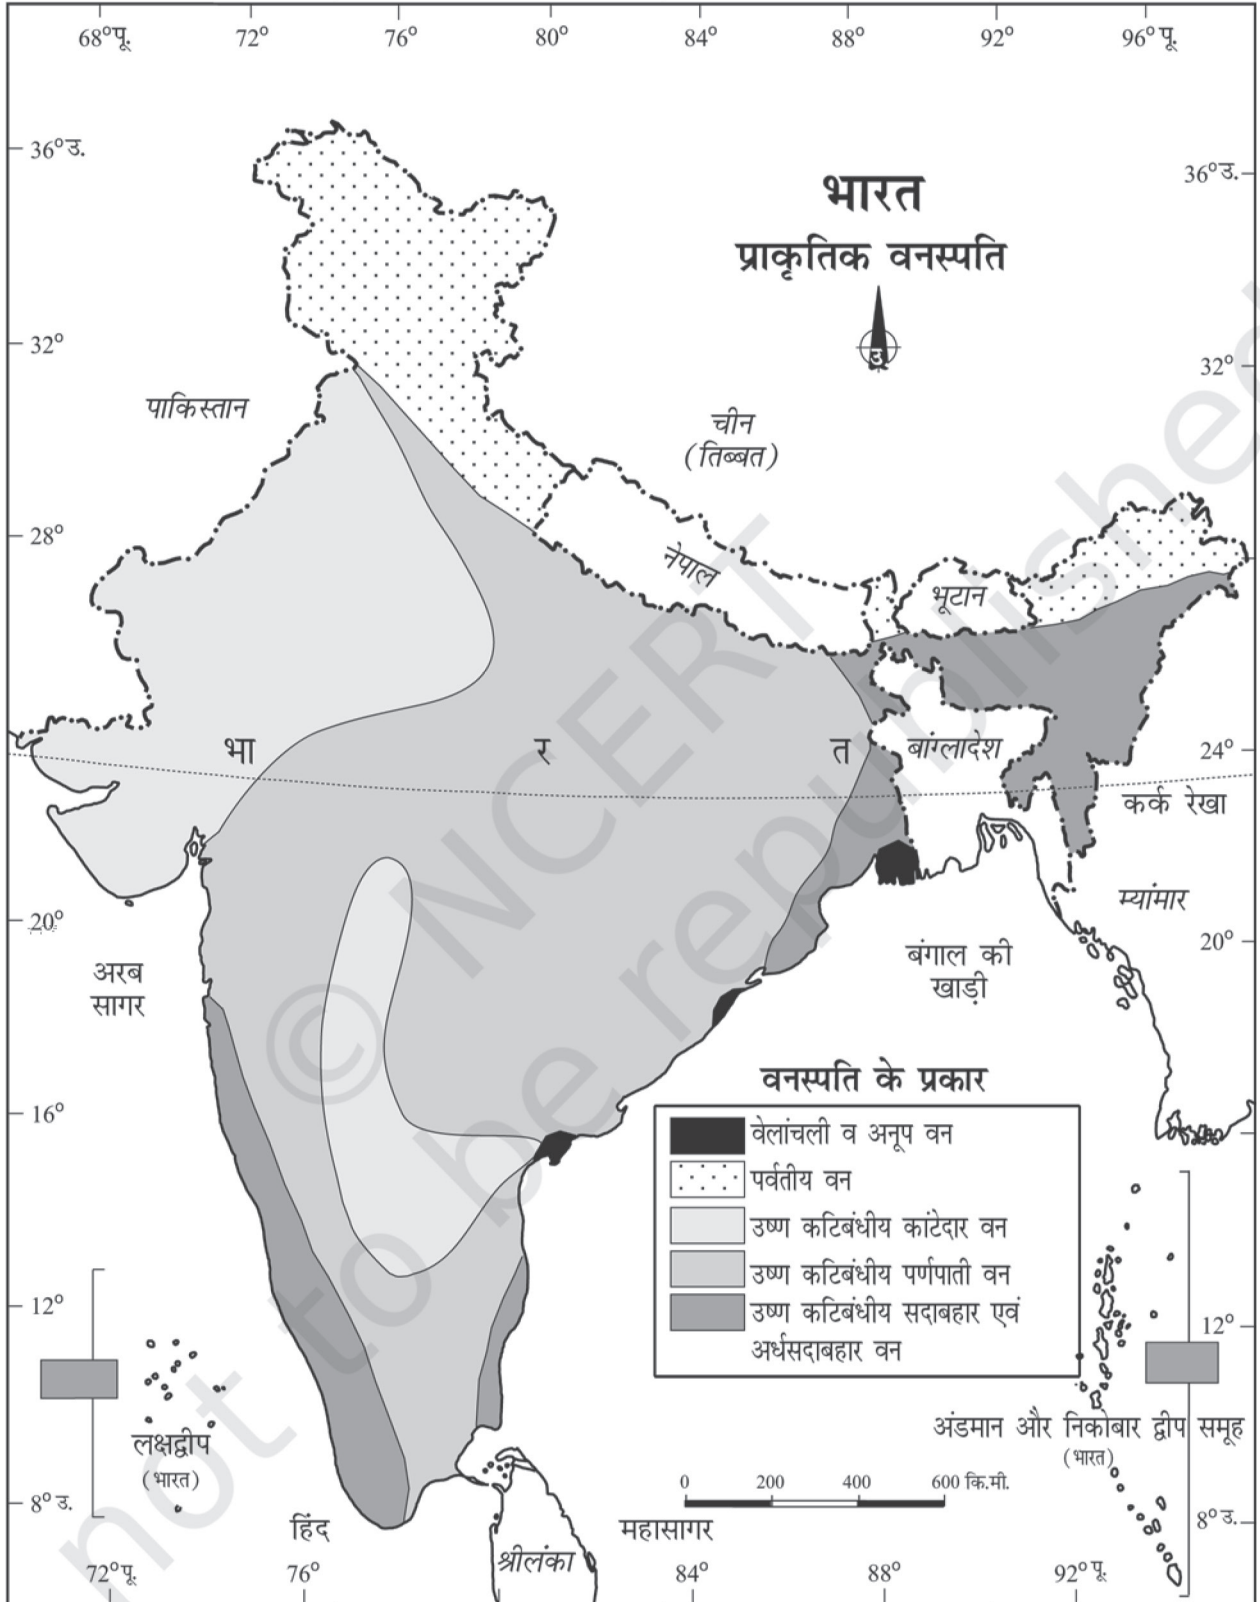 68°पू. 72° 76° 80° 84° 88° 92° 96°पू.
36°उ. 36°उ.
भारत
प्राकृतिक वनस्पति
उ
32° 32°
पाकिस्तान
चीन
(तिब्बत)
28°
नेपाल
भूटान
भा र त
बांग्लादेश
24°
कर्क रेखा
म्यांमार
20° 20°
अरब
सागर
बंगाल की
खाड़ी
16°
वनस्पति के प्रकार
वेलांचली व अनूप वन
पर्वतीय वन
उष्ण कटिबंधीय कांटेदार वन
उष्ण कटिबंधीय पर्णपाती वन
उष्ण कटिबंधीय सदाबहार एवं
अर्धसदाबहार वन
12° 12°
लक्षद्वीप
(भारत)
अंडमान और निकोबार द्वीप समूह
(भारत)
0 200 400 600 कि.मी.
8°उ. 8°उ.
हिंद महासागर
श्रीलंका
72°पू. 76° 84° 88° 92°पू.
© NCERT
not to be republished